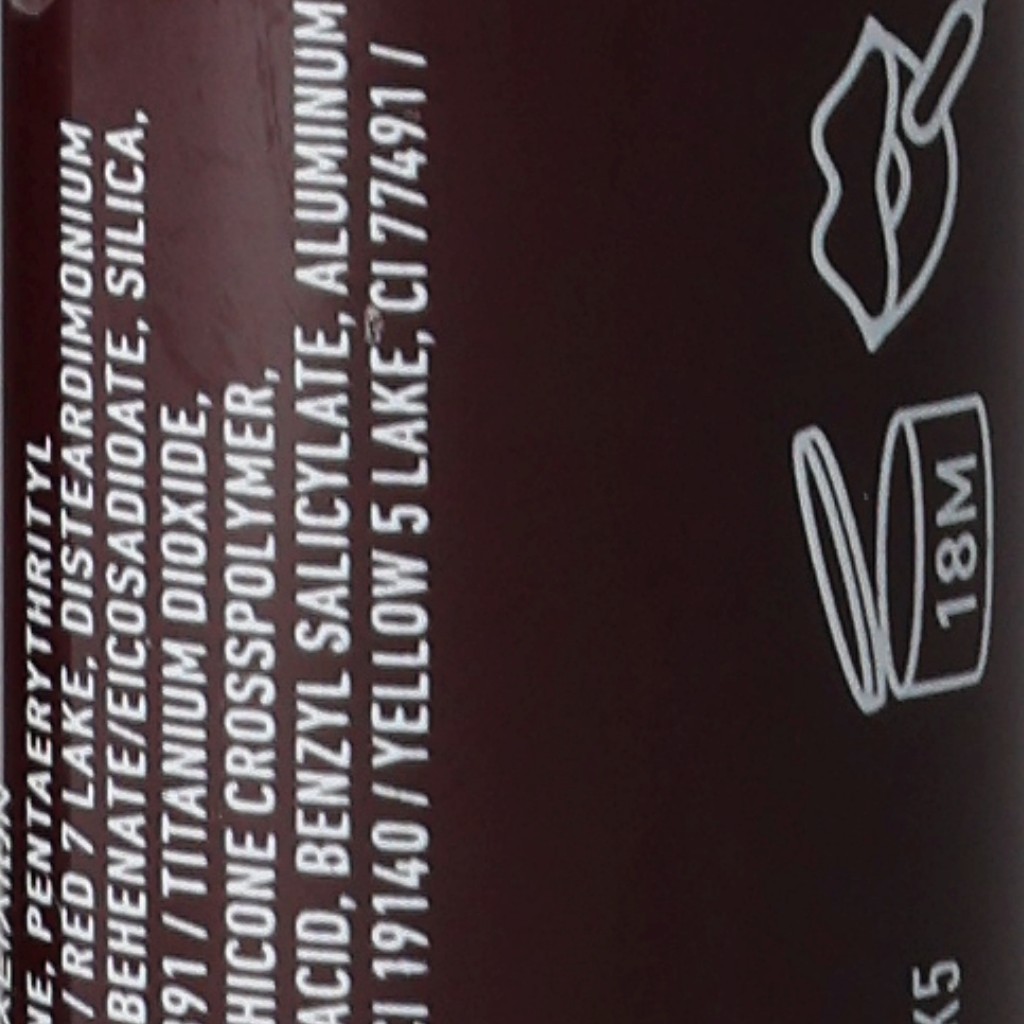 NE, PENTAERYTHRITYL
/ RED 7 LAKE, DISTEARDIMONIUM
BEHENATE/EICOSADIOATE, SILICA,
91 / TITANIUM DIOXIDE,
HICONE CROSSPOLYMER,
ACID, BENZYL SALICYLATE, ALUMINUM
CI 19140 / YELLOW 5 LAKE, CI 77491 /
18M
K5